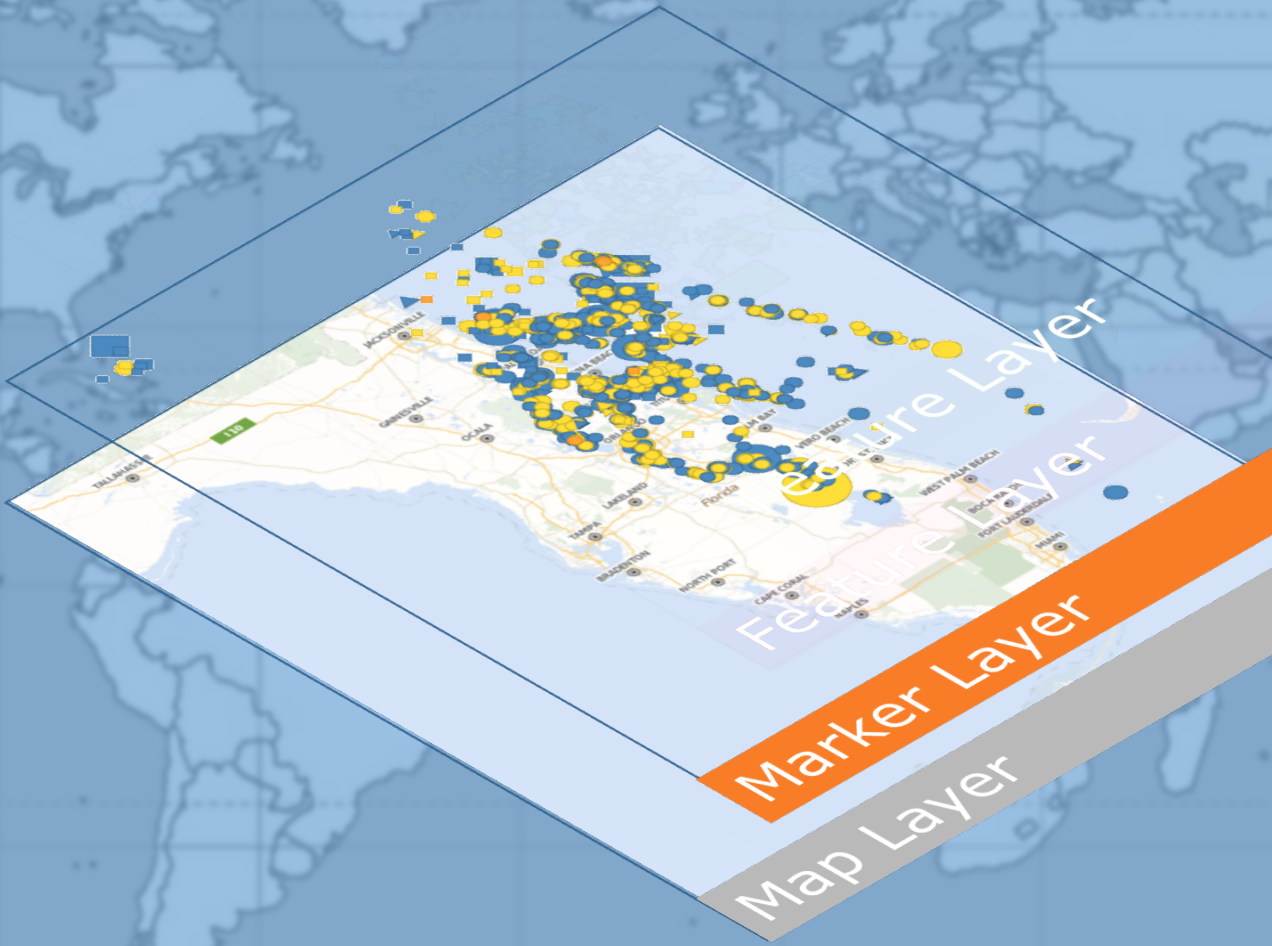 JACKSONVILLE
I 10
GAINESVILLE
OCALA
TALLAHASSEE
LAKELAND
Florida
TAMPA
BRADENTON
NORTH PORT
CAPE CORAL
NAPLES
VERO BEACH
WEST PALM BEACH
BOCA RATON
FORT LAUDERDALE
MIAMI
Layer
Feature Layer
Marker Layer
Map Layer